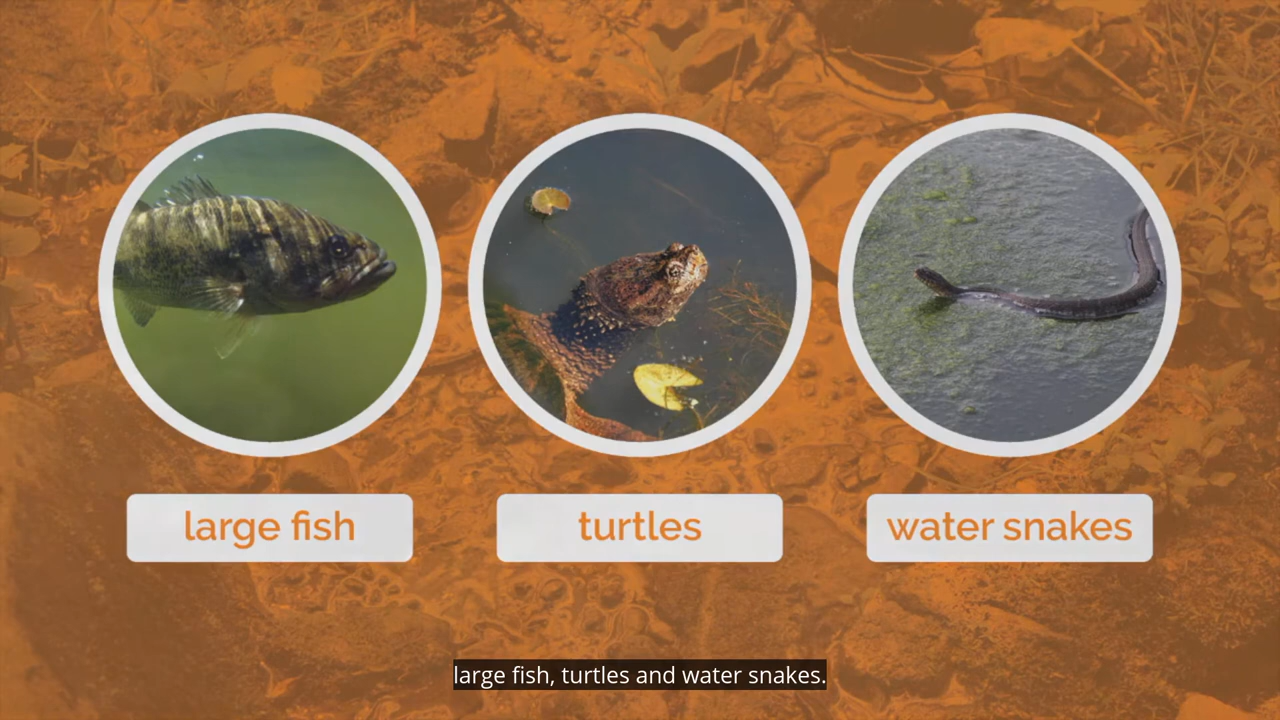 large fish
turtles
water snakes
large fish, turtles and water snakes.